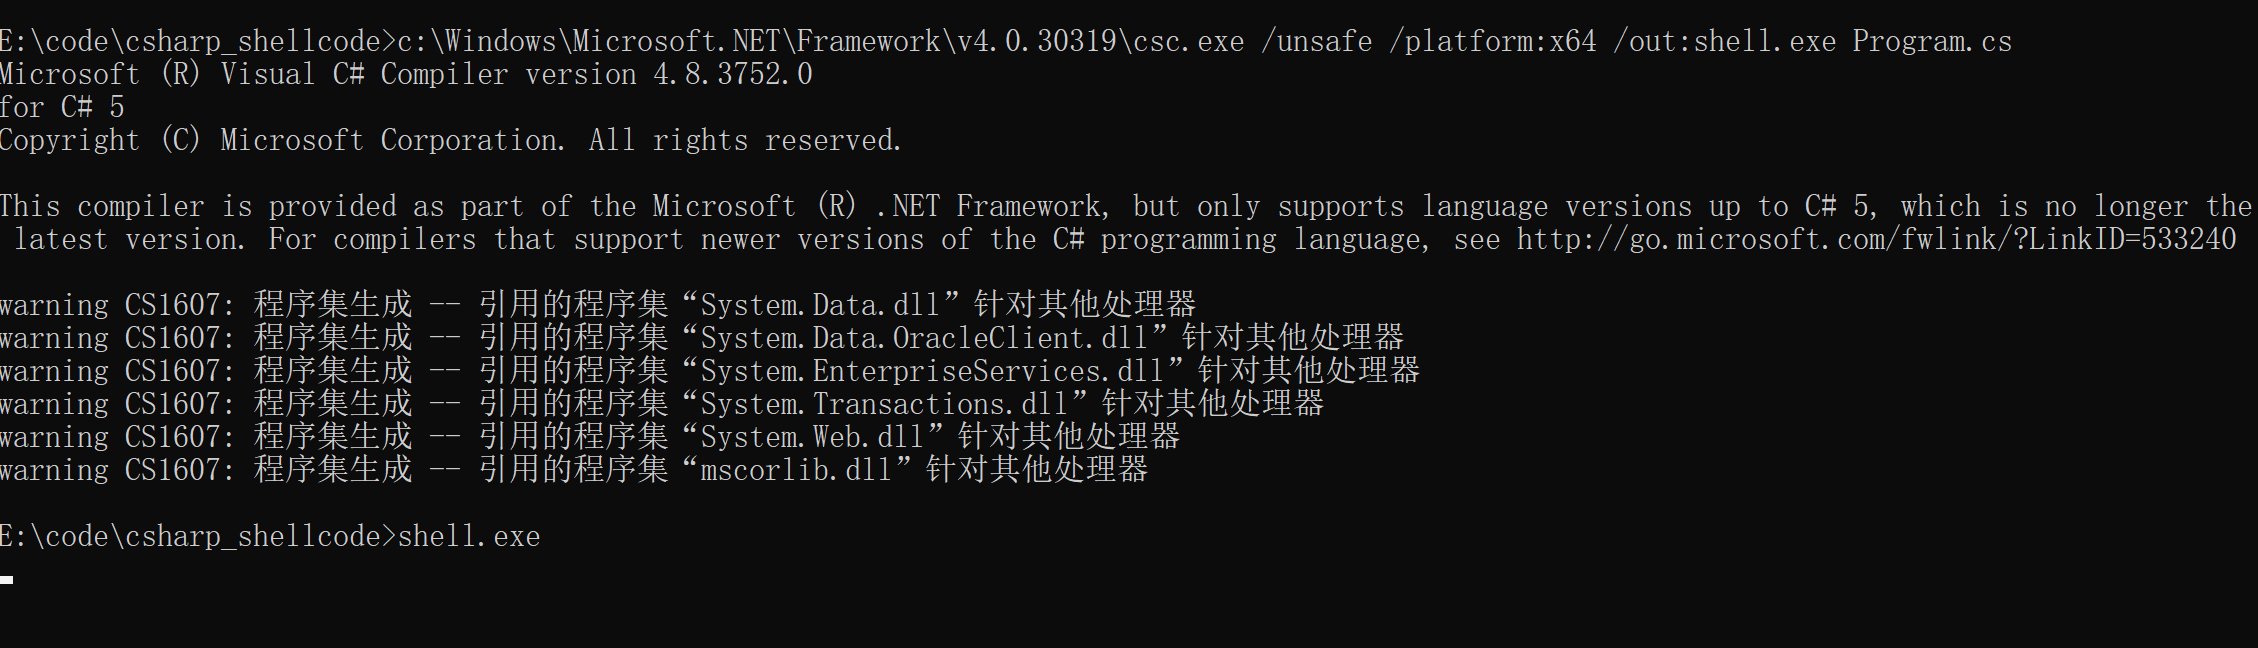 E:\code\csharp_shellcode>c:\Windows\Microsoft.NET\Framework\v4.0.30319\csc.exe /unsafe /platform:x64 /out:shell.exe Program.cs
Microsoft (R) Visual C# Compiler version 4.8.3752.0
for C# 5
Copyright (C) Microsoft Corporation. All rights reserved.
This compiler is provided as part of the Microsoft (R) .NET Framework, but only supports language versions up to C# 5, which is no longer the
latest version. For compilers that support newer versions of the C# programming language, see http://go.microsoft.com/fwlink/?LinkID=533240
warning CS1607: 程序集生成 -- 引用的程序集“System.Data.dll”针对其他处理器
warning CS1607: 程序集生成 -- 引用的程序集“System.Data.OracleClient.dll”针对其他处理器
warning CS1607: 程序集生成 -- 引用的程序集“System.EnterpriseServices.dll”针对其他处理器
warning CS1607: 程序集生成 -- 引用的程序集“System.Transactions.dll”针对其他处理器
warning CS1607: 程序集生成 -- 引用的程序集“System.Web.dll”针对其他处理器
warning CS1607: 程序集生成 -- 引用的程序集“mscorlib.dll”针对其他处理器
E:\code\csharp_shellcode>shell.exe